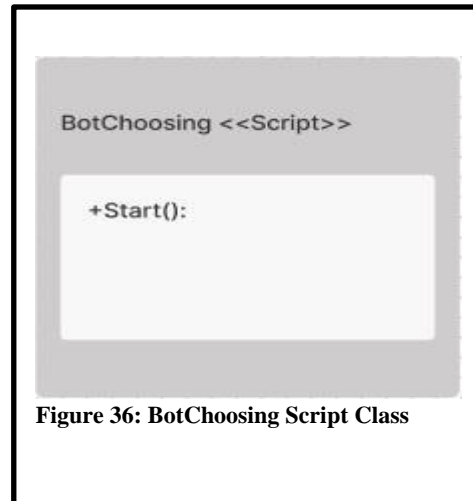 BotChoosing <<Script>>
+Start():
Figure 36: BotChoosing Script Class